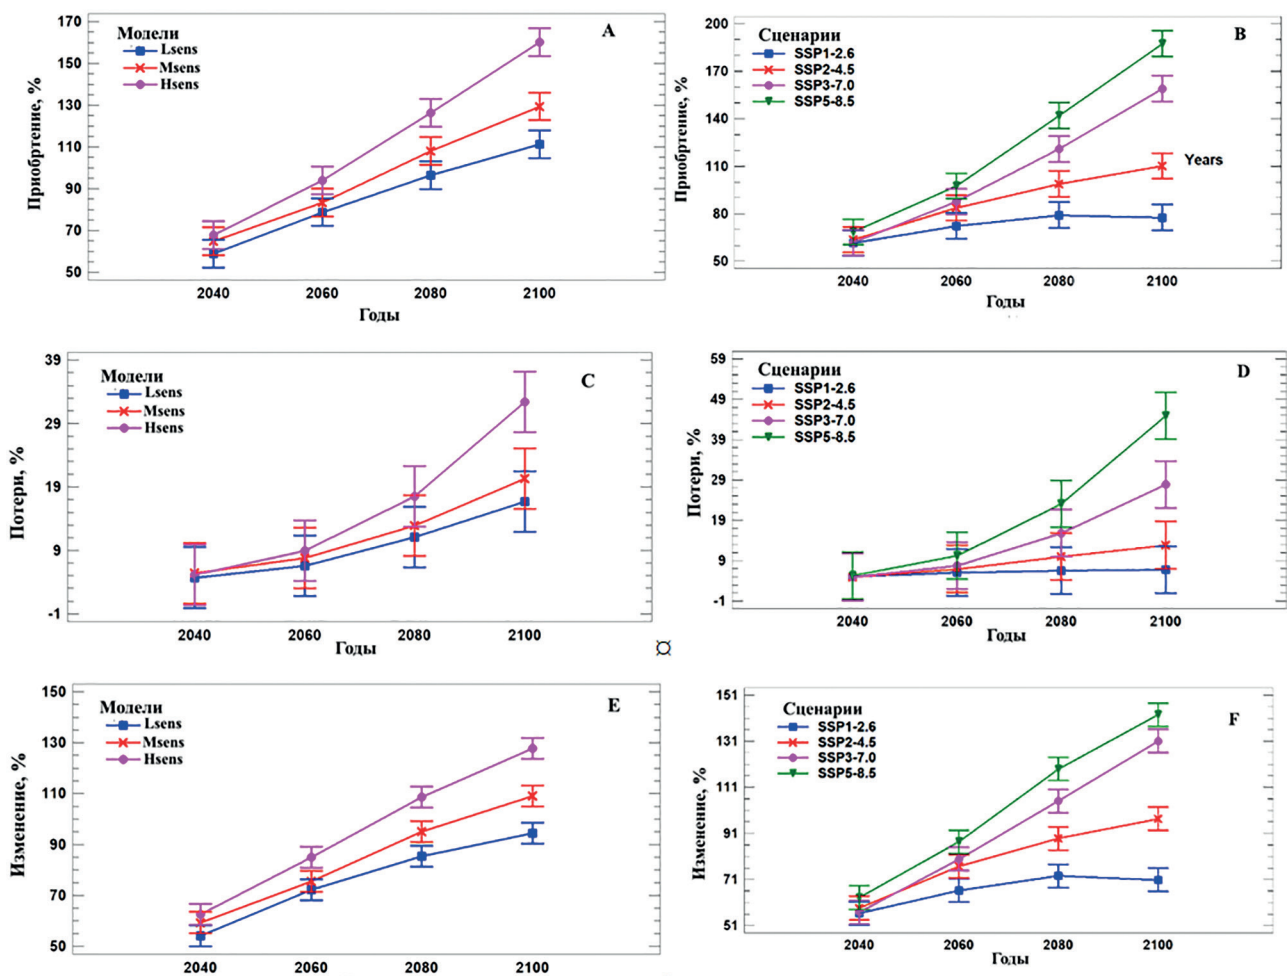 A
Модели
Lsens
Msens
Hsens
Приобртение, %
170
150
130
110
90
70
50
2040 2060 2080 2100
Годы
B
Сценарии
SSP1-2.6
SSP2-4.5
SSP3-7.0
SSP5-8.5
Years
Приобртение, %
200
170
140
110
80
50
2040 2060 2080 2100
Годы
C
Модели
Lsens
Msens
Hsens
Потери, %
39
29
19
9
-1
2040 2060 2080 2100
Годы
¤
D
Сценарии
SSP1-2.6
SSP2-4.5
SSP3-7.0
SSP5-8.5
Потери, %
59
49
39
29
19
9
-1
2040 2060 2080 2100
Годы
E
Модели
Lsens
Msens
Hsens
Изменение, %
150
130
110
90
70
50
2040 2060 2080 2100
Годы
F
Сценарии
SSP1-2.6
SSP2-4.5
SSP3-7.0
SSP5-8.5
Изменение, %
151
131
111
91
71
51
2040 2060 2080 2100
Годы